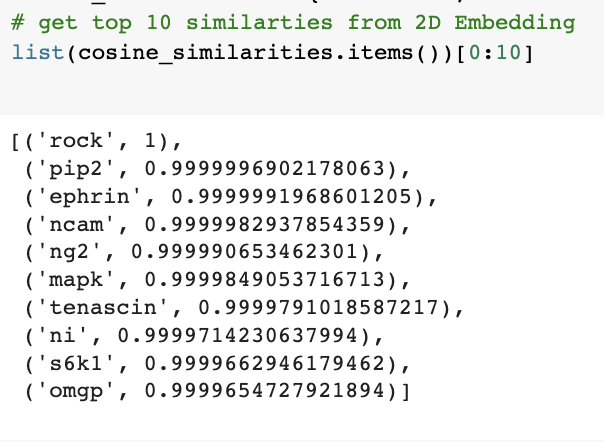 # get top 10 similarties from 2D Embedding
list(cosine_similarities.items())[0:10]
[('rock', 1),
('pip2', 0.9999996902178063),
('ephrin', 0.9999991968601205),
('ncam', 0.9999982937854359),
('ng2', 0.999990653462301),
('mapk', 0.9999849053716713),
('tenascin', 0.9999791018587217),
('ni', 0.9999714230637994),
('s6k1', 0.9999662946179462),
('omgp', 0.9999654727921894)]